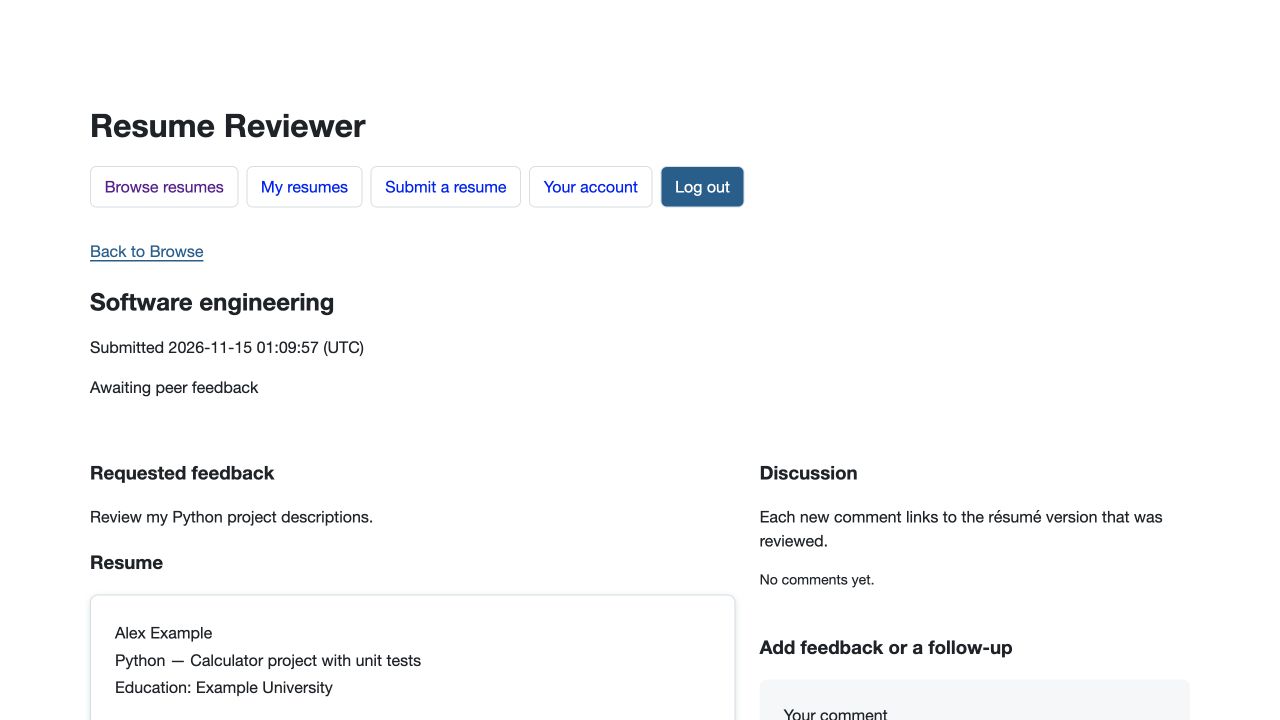 Resume Reviewer
Browse resumes
My resumes
Submit a resume
Your account
Log out
Back to Browse
Software engineering
Submitted 2026-11-15 01:09:57 (UTC)
Awaiting peer feedback
Requested feedback
Review my Python project descriptions.
Resume
Alex Example
Python — Calculator project with unit tests
Education: Example University
Discussion
Each new comment links to the résumé version that was
reviewed.
No comments yet.
Add feedback or a follow-up
Your comment